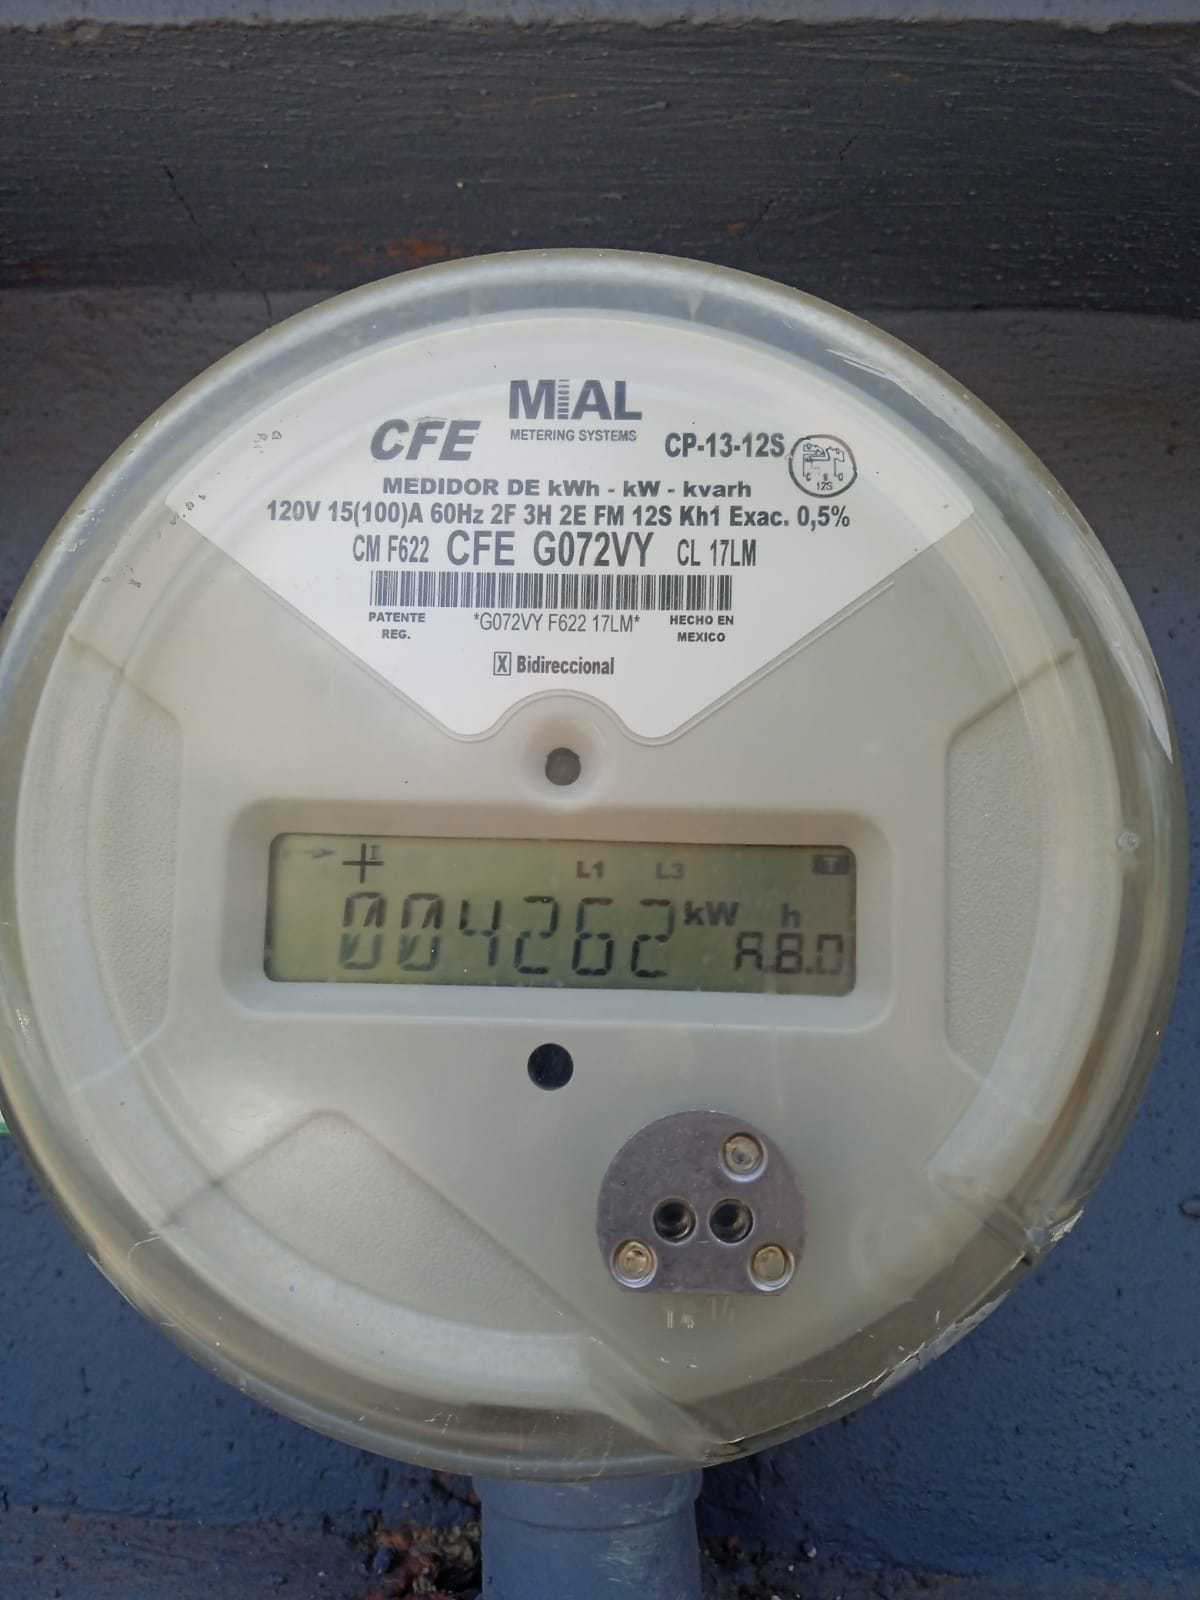 MIAL
METERING SYSTEMS
CFE
CP-13-12S
12S
MEDIDOR DE kWh - kW - kvarh
120V 15(100)A 60Hz 2F 3H 2E FM 12S Kh1 Exac. 0,5%
CM F622 CFE G072VY CL 17LM
PATENTE REG.
*G072VY F622 17LM*
HECHO EN MEXICO
X Bidireccional
L1 L3
004262 kW h
A.B.D
14